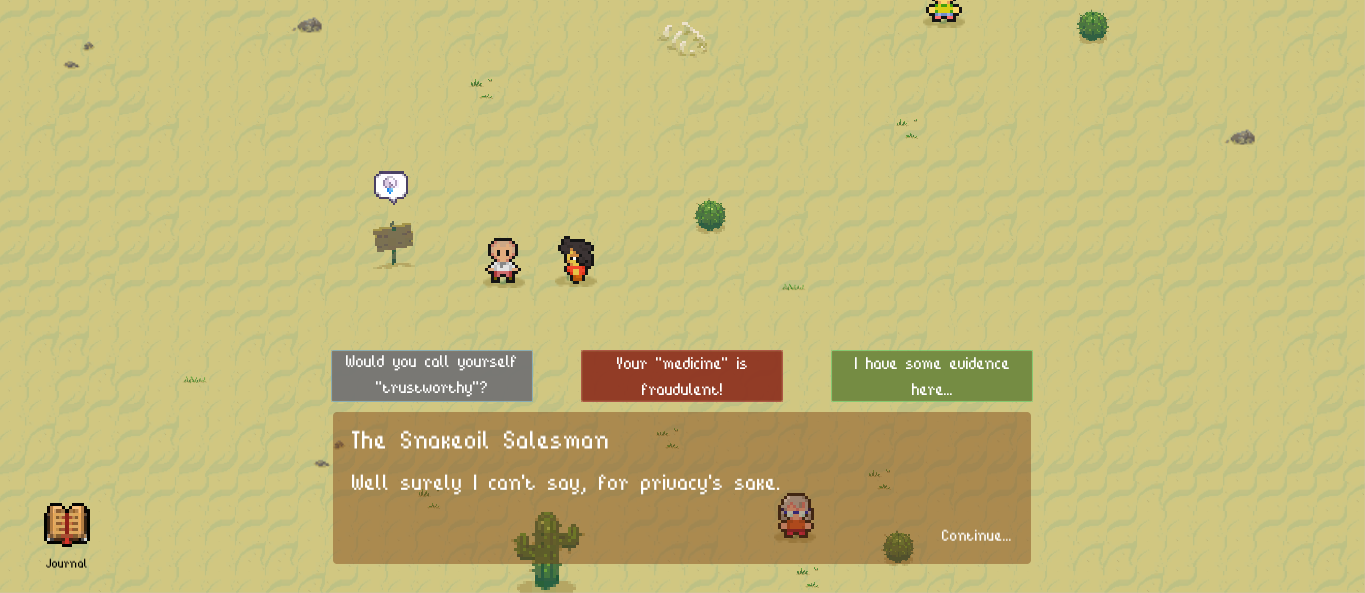 Would you call yourself
"trustworthy"?
Your "medicine" is
fraudulent!
I have some evidence
here...
The Snakeoil Salesman
Well surely I can't say, for privacy's sake.
Continue...
Journal